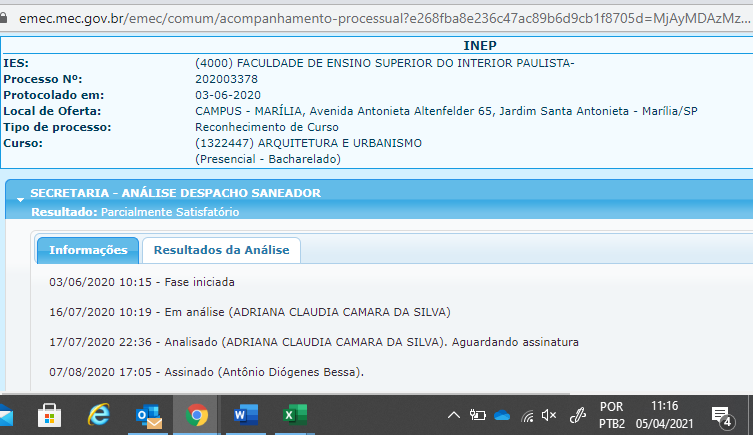 emec.mec.gov.br/emec/comum/acompanhamento-processual?e268fba8e236c47ac89b6d9cb1f8705d=MjAyMDAzMz...
INEP
IES: (4000) FACULDADE DE ENSINO SUPERIOR DO INTERIOR PAULISTA-
Processo Nº: 202003378
Protocolado em: 03-06-2020
Local de Oferta: CAMPUS - MARÍLIA, Avenida Antonieta Altenfelder 65, Jardim Santa Antonieta - Marília/SP
Tipo de processo: Reconhecimento de Curso
Curso: (1322447) ARQUITETURA E URBANISMO
(Presencial - Bacharelado)
SECRETARIA - ANÁLISE DESPACHO SANEADOR
Resultado: Parcialmente Satisfatório
Informações Resultados da Análise
03/06/2020 10:15 - Fase iniciada
16/07/2020 10:19 - Em análise (ADRIANA CLAUDIA CAMARA DA SILVA)
17/07/2020 22:36 - Analisado (ADRIANA CLAUDIA CAMARA DA SILVA). Aguardando assinatura
07/08/2020 17:05 - Assinado (Antônio Diógenes Bessa).
POR 11:16
PTB2 05/04/2021 4